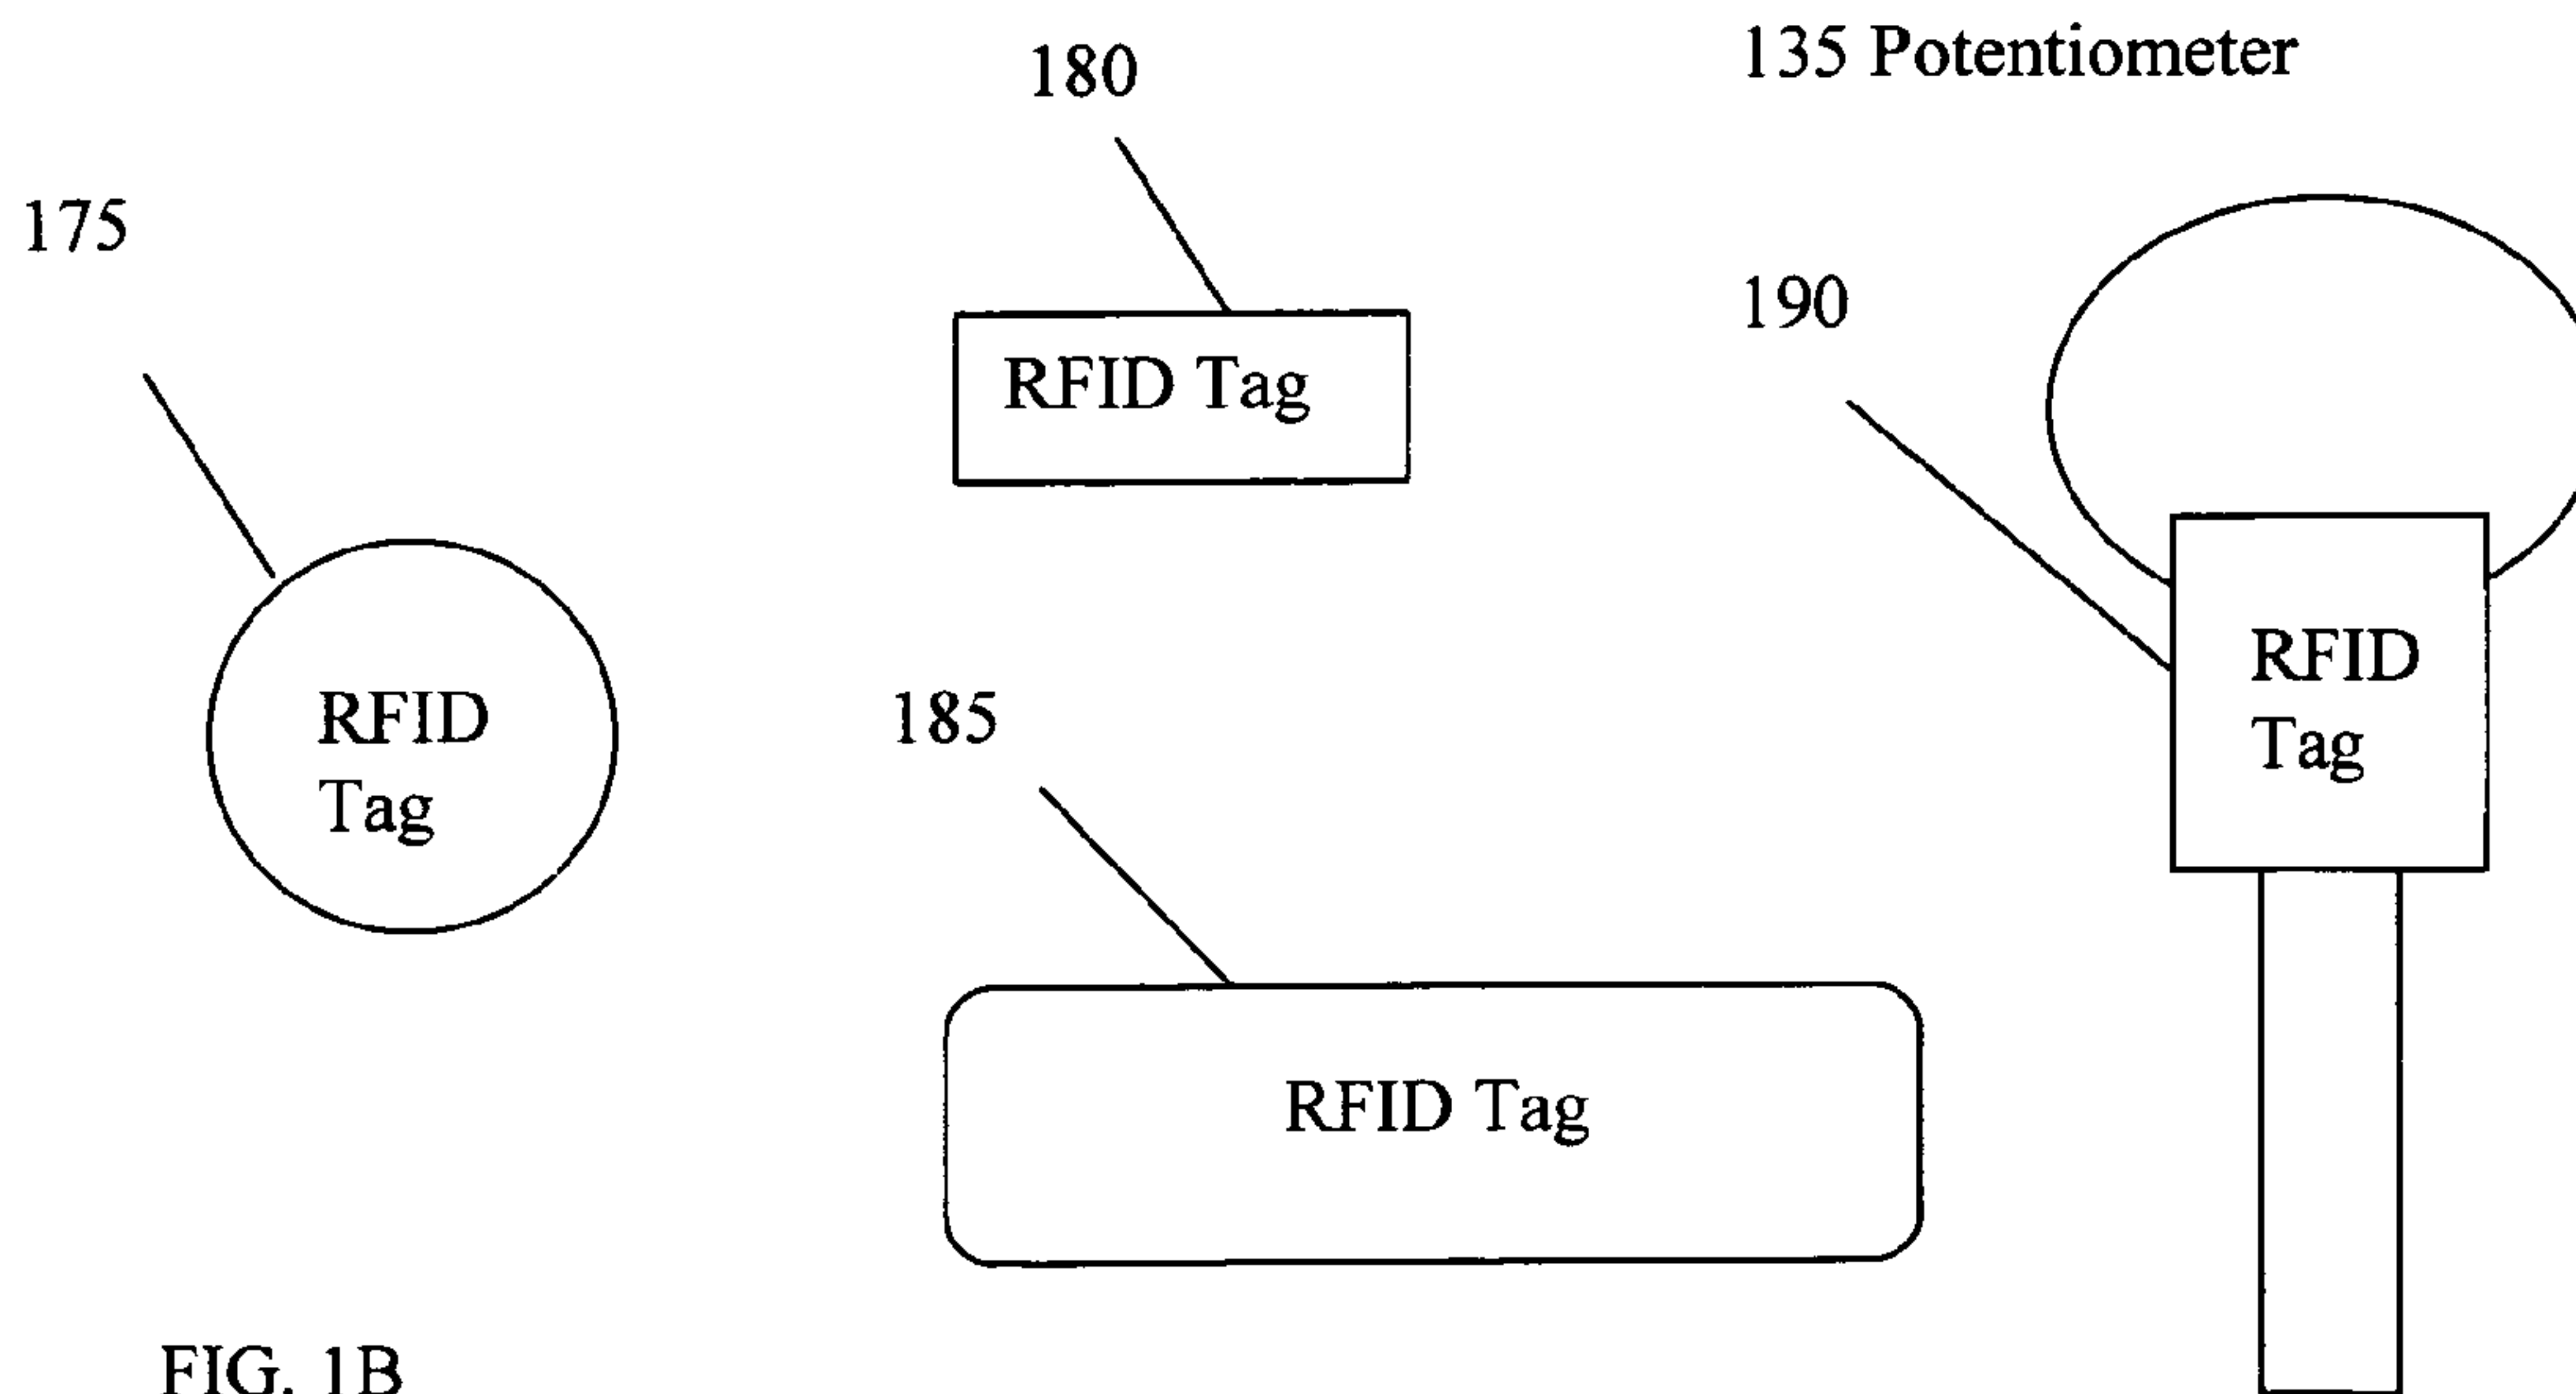 135 Potentiometer
180
175
190
RFID Tag
RFID
Tag
RFID
Tag
185
RFID Tag
FIG. 1B